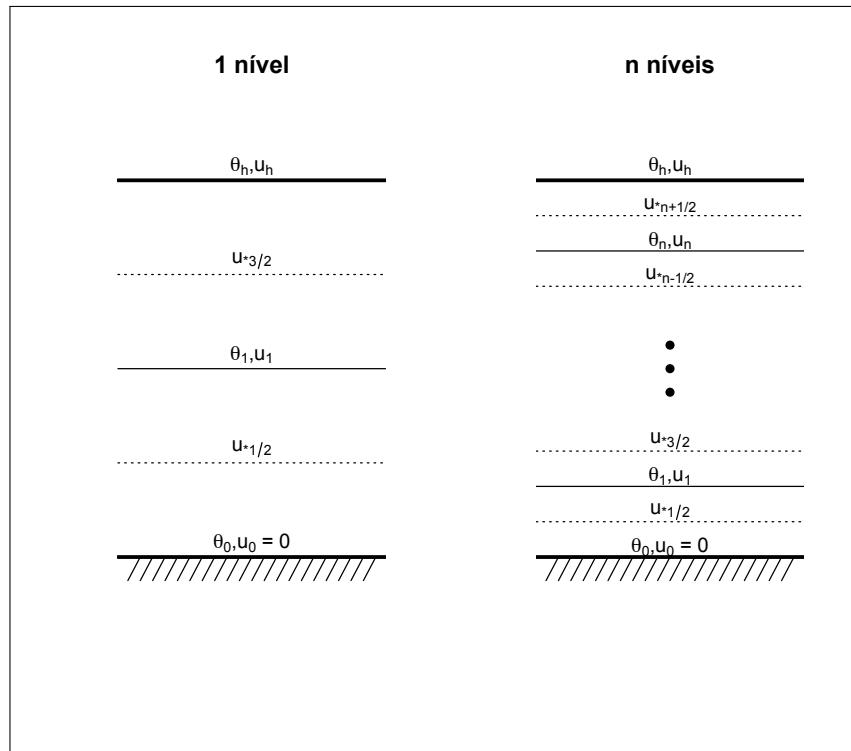 1 nível
θh,uh
u*3/2
θ1,u1
u*1/2
θ0,u0 = 0
n níveis
θh,uh
u*n+1/2
θn,un
u*n-1/2
u*3/2
θ1,u1
u*1/2
θ0,u0 = 0